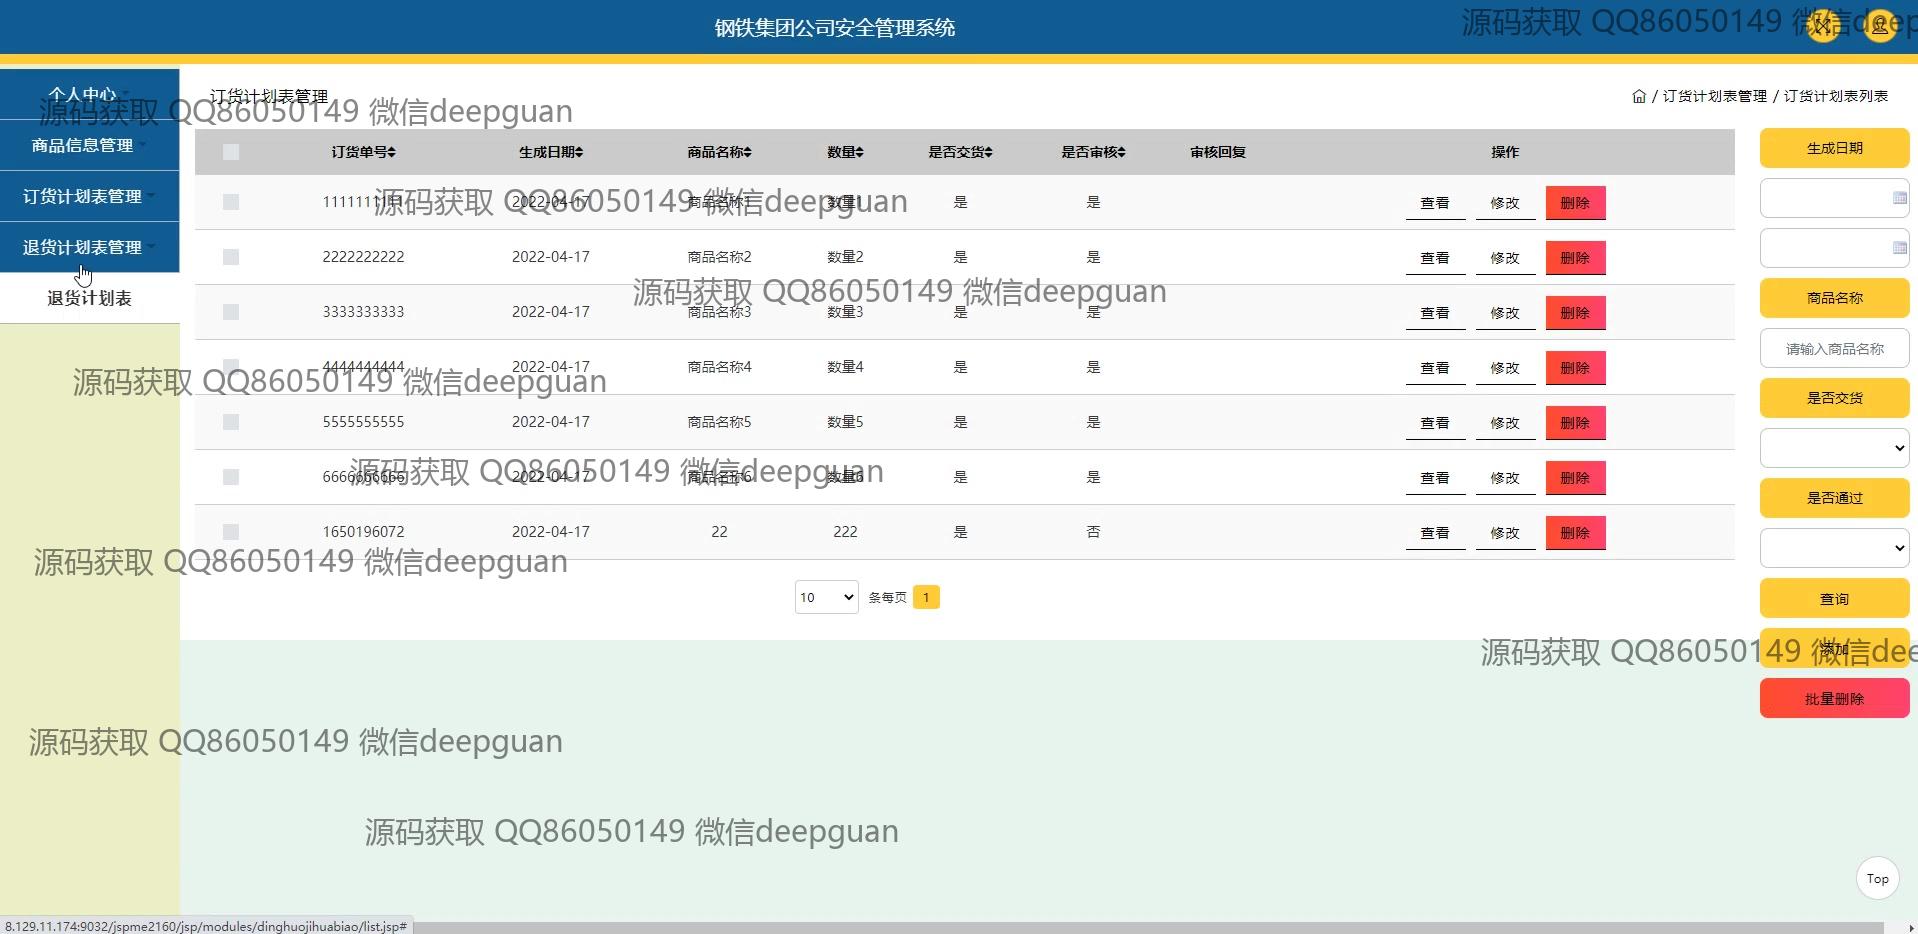 钢铁集团公司安全管理系统
源码获取 QQ86050149 微信deep
个人中心
源码获取 QQ86050149 微信deepguan
订货计划表管理
/ 订货计划表管理 / 订货计划表列表
商品信息管理
订货计划表管理
退货计划表管理
退货计划表
订货单号 生成日期 商品名称 数量 是否交货 是否审核 审核回复 操作
1111111111 2022-04-17 商品名称1 数量1 是 是 查看 修改 删除
源码获取 QQ86050149 微信deepguan
2222222222 2022-04-17 商品名称2 数量2 是 是 查看 修改 删除
源码获取 QQ86050149 微信deepguan
3333333333 2022-04-17 商品名称3 数量3 是 是 查看 修改 删除
4444444444 2022-04-17 商品名称4 数量4 是 是 查看 修改 删除
源码获取 QQ86050149 微信deepguan
5555555555 2022-04-17 商品名称5 数量5 是 是 查看 修改 删除
6666666666 2022-04-17 商品名称6 数量6 是 是 查看 修改 删除
源码获取 QQ86050149 微信deepguan
1650196072 2022-04-17 22 222 是 否 查看 修改 删除
源码获取 QQ86050149 微信deepguan
10 条每页 1
生成日期
商品名称
请输入商品名称
是否交货
是否通过
查询
添加
源码获取 QQ86050149 微信dee
批量删除
源码获取 QQ86050149 微信deepguan
源码获取 QQ86050149 微信deepguan
Top
8.129.11.174:9032/jspme2160/jsp/modules/dinghuojihuabiao/list.jsp#